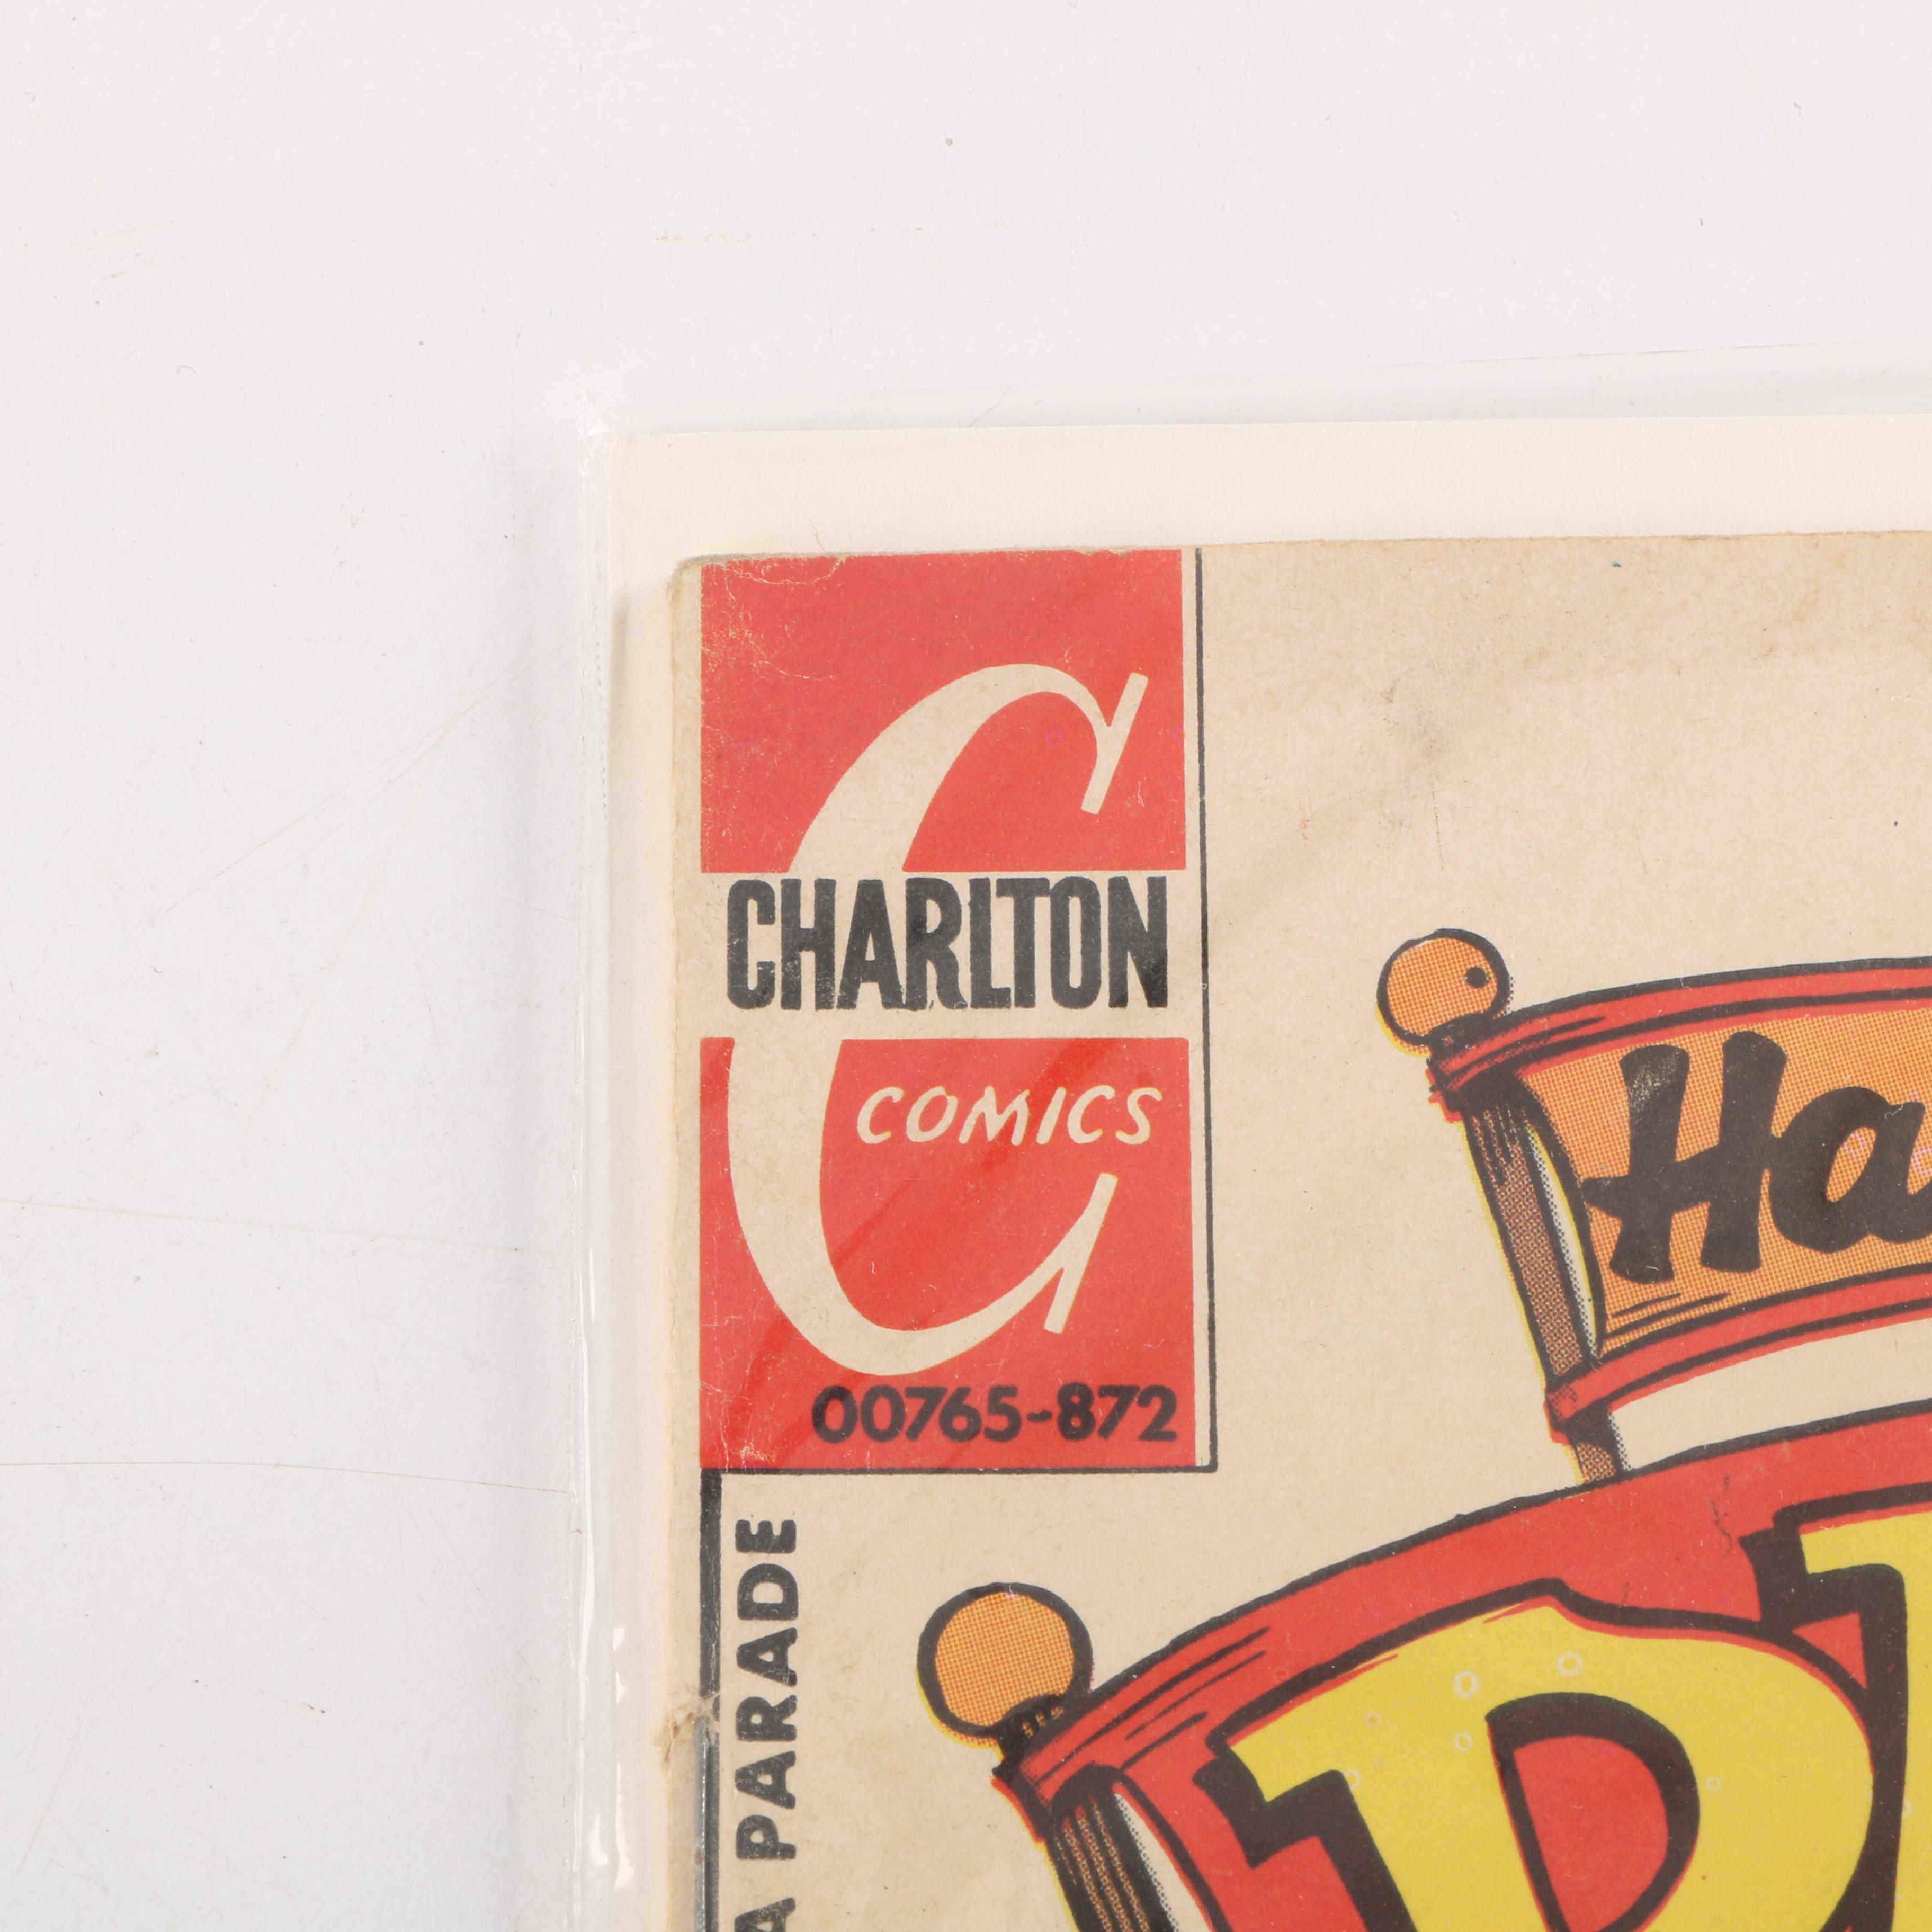 C
CHARLTON
COMICS
00765-872
A PARADE
Ha
P